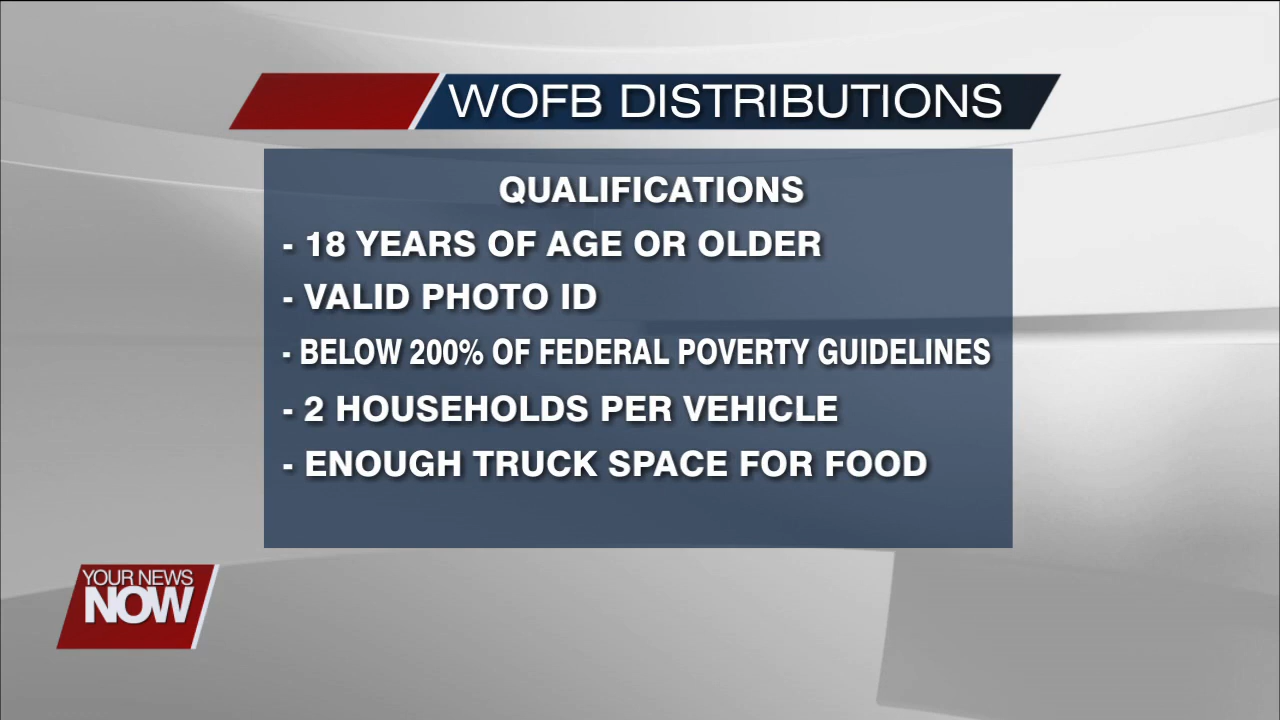 WOFB DISTRIBUTIONS
QUALIFICATIONS
- 18 YEARS OF AGE OR OLDER
- VALID PHOTO ID
- BELOW 200% OF FEDERAL POVERTY GUIDELINES
- 2 HOUSEHOLDS PER VEHICLE
- ENOUGH TRUCK SPACE FOR FOOD
YOUR NEWS
NOW